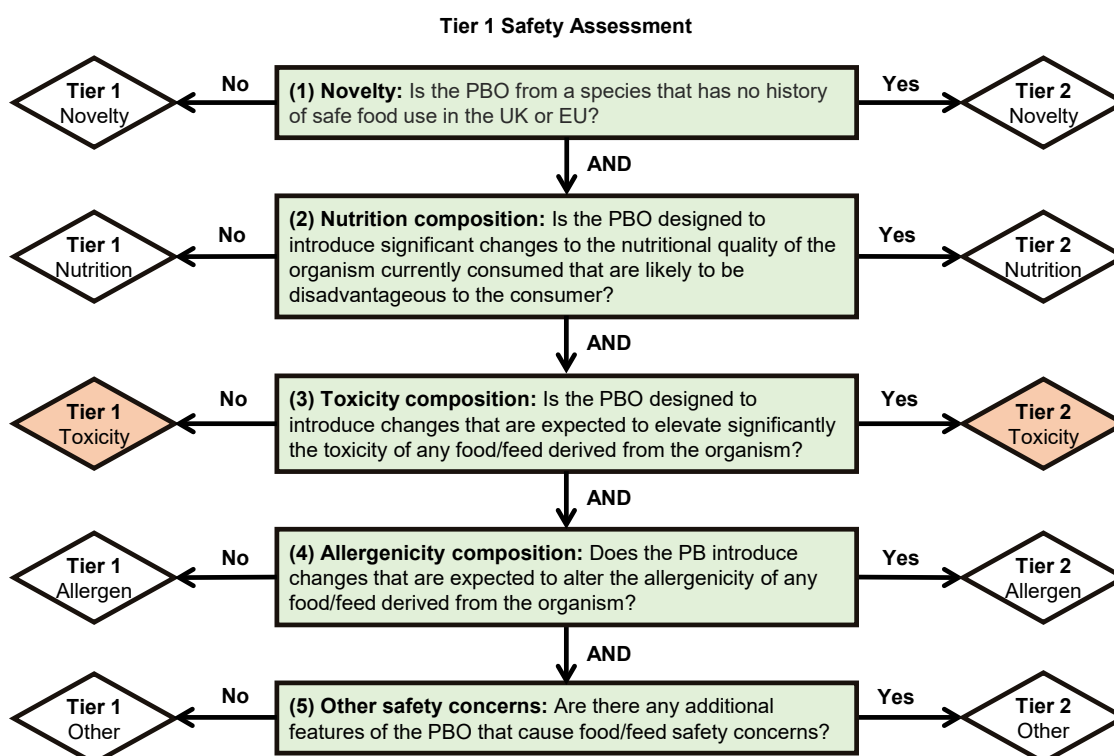 Tier 1 Safety Assessment
Tier 1
Novelty
No
(1) Novelty: Is the PBO from a species that has no history
of safe food use in the UK or EU?
Yes
Tier 2
Novelty
AND
Tier 1
Nutrition
No
(2) Nutrition composition: Is the PBO designed to
introduce significant changes to the nutritional quality of the
organism currently consumed that are likely to be
disadvantageous to the consumer?
Yes
Tier 2
Nutrition
AND
Tier 1
Toxicity
No
(3) Toxicity composition: Is the PBO designed to
introduce changes that are expected to elevate significantly
the toxicity of any food/feed derived from the organism?
Yes
Tier 2
Toxicity
AND
Tier 1
Allergen
No
(4) Allergenicity composition: Does the PB introduce
changes that are expected to alter the allergenicity of any
food/feed derived from the organism?
Yes
Tier 2
Allergen
AND
Tier 1
Other
No
(5) Other safety concerns: Are there any additional
features of the PBO that cause food/feed safety concerns?
Yes
Tier 2
Other